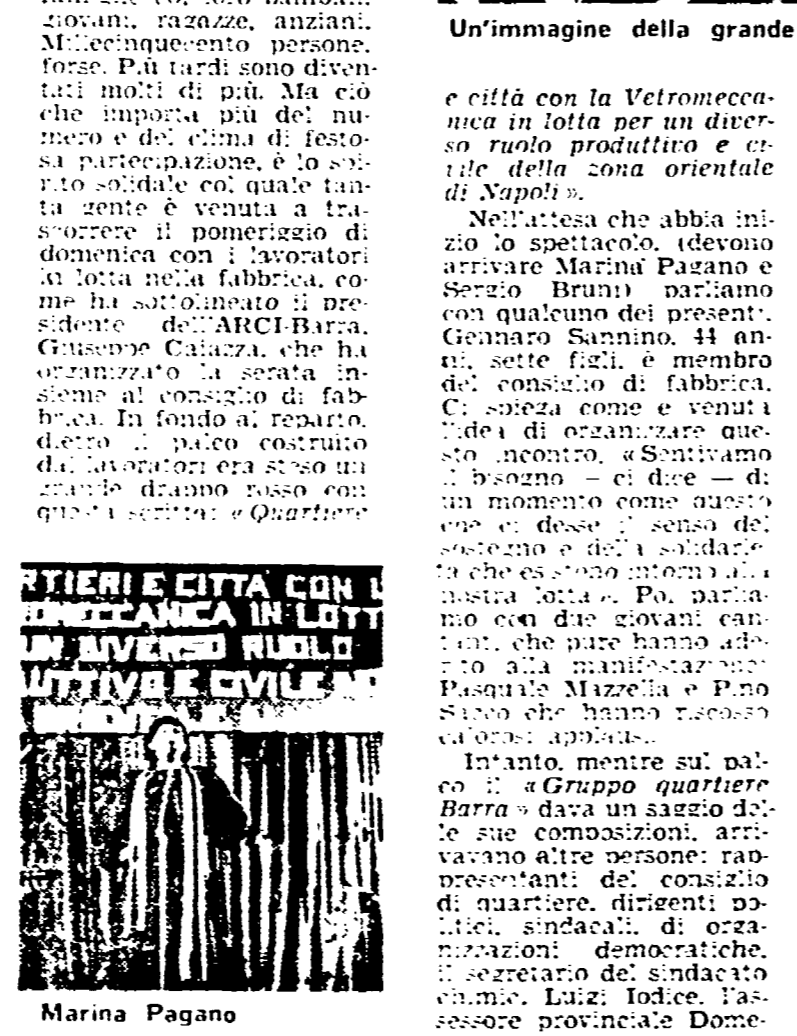 giovani, ragazze, anziani.
Millecinquecento persone,
forse. Più tardi sono diven-
tati molti di più. Ma ciò
che importa più del nu-
mero e del clima di festo-
sa partecipazione, è lo spi-
rito solidale col quale tan-
ta gente è venuta a tra-
scorrere il pomeriggio di
domenica con i lavoratori
in lotta nella fabbrica, co-
me ha sottolineato il pre-
sidente dell'ARCI-Barra,
Giuseppe Caiazza, che ha
organizzato la serata in-
sieme al consiglio di fab-
brica. In fondo al reparto,
dietro il palco costruito
dai lavoratori era steso un
grande drappo rosso con
questa scritta: «Quartiere
RTIERI E CITTA CON L
OMECCANICA IN LOTT
UN DIVERSO RUOLO
UTTIVO E CIVILE
Marina Pagano
Un'immagine della grande
e città con la Vetromecca-
nica in lotta per un diver-
so ruolo produttivo e ci-
vile della zona orientale
di Napoli».
Nell'attesa che abbia ini-
zio lo spettacolo, (devono
arrivare Marina Pagano e
Sergio Bruni) parliamo
con qualcuno dei presenti.
Gennaro Sannino, 44 an-
ni, sette figli, è membro
del consiglio di fabbrica.
Ci spiega come e venuta
l'idea di organizzare que-
sto incontro. «Sentivamo
il bisogno — ci dice — di
un momento come questo
che ci desse il senso del
sostegno e della solidarie-
tà che esistono intorno alla
nostra lotta». Poi parlia-
mo con due giovani can-
tanti, che pure hanno ade-
rito alla manifestazione:
Pasquale Mazzella e Pino
che hanno riscosso
calorosi applausi.
Intanto, mentre sul pal-
co il «Gruppo quartiere
Barra» dava un saggio del-
le sue composizioni, arri-
vavano altre persone: rap-
presentanti del consiglio
di quartiere, dirigenti po-
litici, sindacali, di orga-
nizzazioni democratiche,
il segretario del sindacato
chimici, Luigi Iodice, l'as-
sessore provinciale Dome-